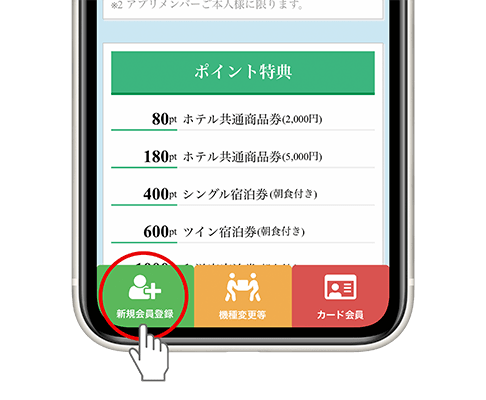 ※2 アプリメンバーご本人様に限ります。
ポイント特典
80pt ホテル共通商品券(2,000円)
180pt ホテル共通商品券(5,000円)
400pt シングル宿泊券(朝食付き)
600pt ツイン宿泊券(朝食付き)
新規会員登録
機種変更等
カード会員